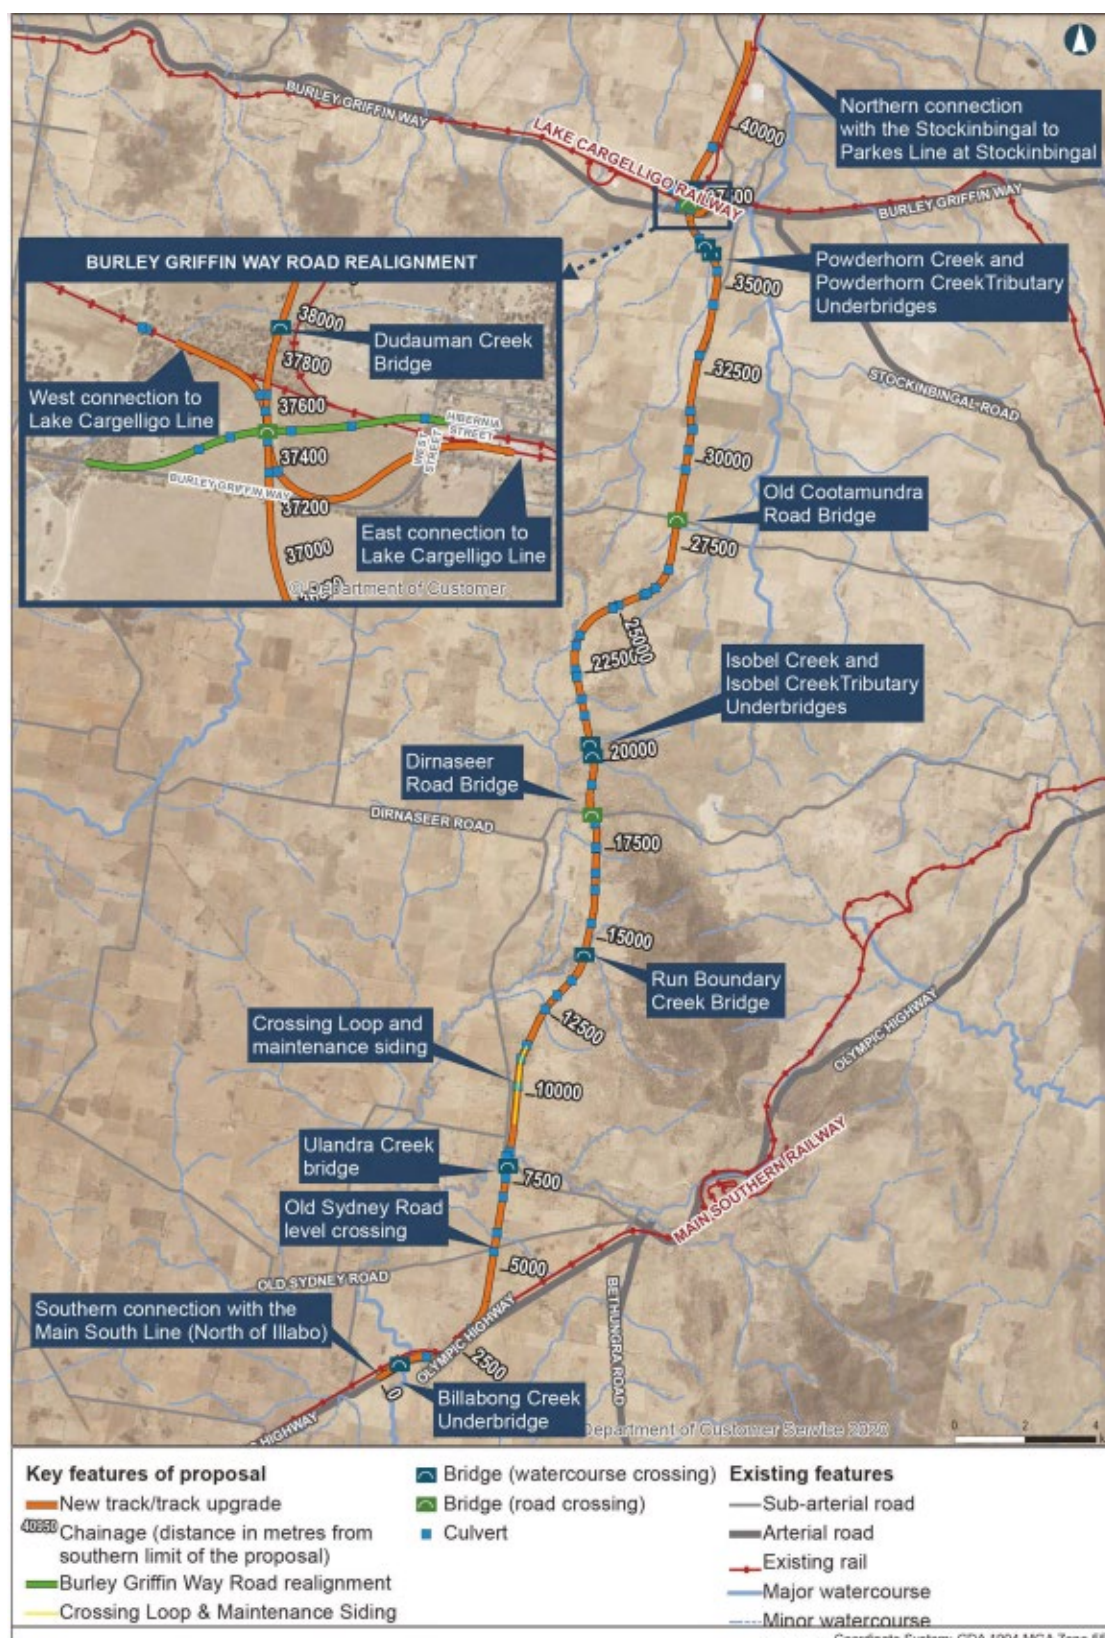 BURLEY GRIFFIN WAY
LAKE CARGELLIGO RAILWAY
40000
Northern connection
with the Stockinbingal to
Parkes Line at Stockinbingal
BURLEY GRIFFIN WAY
BURLEY GRIFFIN WAY ROAD REALIGNMENT
Powderhorn Creek and
Powderhorn CreekTributary
Underbridges
35000
38000
Dudauman Creek
Bridge
37800
West connection to
Lake Cargelligo Line
37600
HIBERNIA
STREET
WEST
STREET
37400
BURLEY GRIFFIN WAY
37200
East connection to
Lake Cargelligo Line
37000
© Department of Customer
32500
STOCKINBINGAL ROAD
30000
Old Cootamundra
Road Bridge
27500
25000
22500
Isobel Creek and
Isobel CreekTributary
Underbridges
20000
Dirnaseer
Road Bridge
DIRNASEER ROAD
17500
15000
Run Boundary
Creek Bridge
12500
Crossing Loop and
maintenance siding
10000
OLYMPIC HIGHWAY
Ulandra Creek
bridge
7500
MAIN SOUTHERN RAILWAY
Old Sydney Road
level crossing
5000
OLD SYDNEY ROAD
BETHUNGRA ROAD
Southern connection with the
Main South Line (North of Illabo)
OLYMPIC HIGHWAY
2500
0
Billabong Creek
Underbridge
HIGHWAY
Department of Customer Service 2020
0 2 4
Key features of proposal
New track/track upgrade
40950 Chainage (distance in metres from
southern limit of the proposal)
Burley Griffin Way Road realignment
Crossing Loop & Maintenance Siding
Bridge (watercourse crossing)
Bridge (road crossing)
Culvert
Existing features
Sub-arterial road
Arterial road
Existing rail
Major watercourse
Minor watercourse